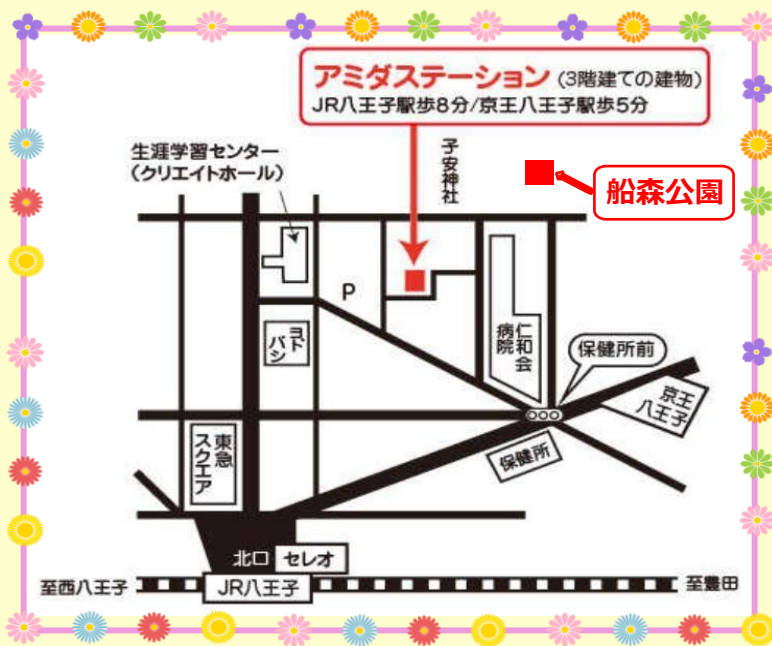 アミダステーション (3階建ての建物)
JR八王子駅歩8分/京王八王子駅歩5分
生涯学習センター
(クリエイトホール)
子安神社
船森公園
P
ヨドバシ
仁和会
病院
保健所前
京王
八王子
東急
スクエア
保健所
北口 セレオ
至西八王子 JR八王子 至豊田